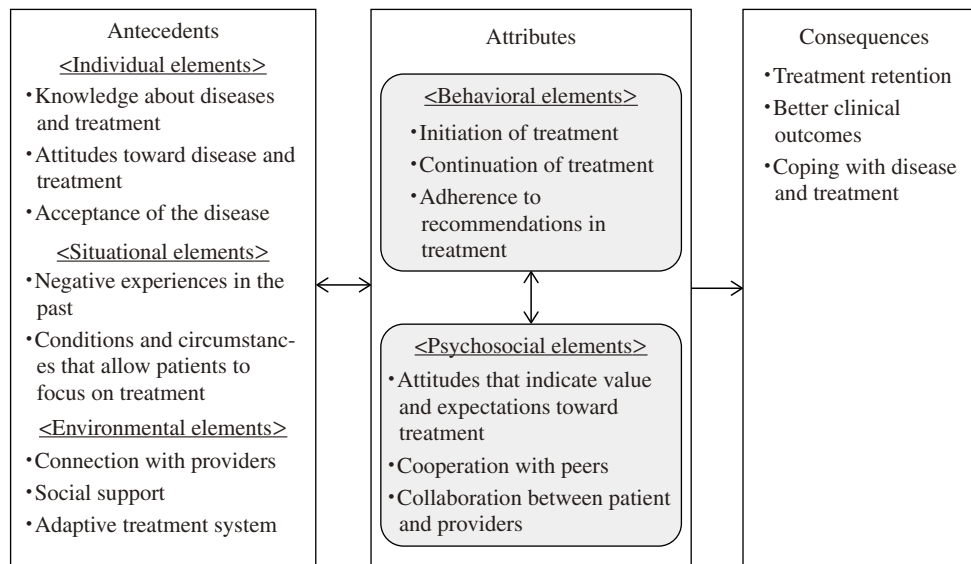 Antecedents
<Individual elements>
・Knowledge about diseases
and treatment
・Attitudes toward disease and
treatment
・Acceptance of the disease
<Situational elements>
・Negative experiences in the
past
・Conditions and circumstanc-
es that allow patients to
focus on treatment
<Environmental elements>
・Connection with providers
・Social support
・Adaptive treatment system
Attributes
<Behavioral elements>
・Initiation of treatment
・Continuation of treatment
・Adherence to
recommendations in
treatment
<Psychosocial elements>
・Attitudes that indicate value
and expectations toward
treatment
・Cooperation with peers
・Collaboration between patient
and providers
Consequences
・Treatment retention
・Better clinical
outcomes
・Coping with disease
and treatment